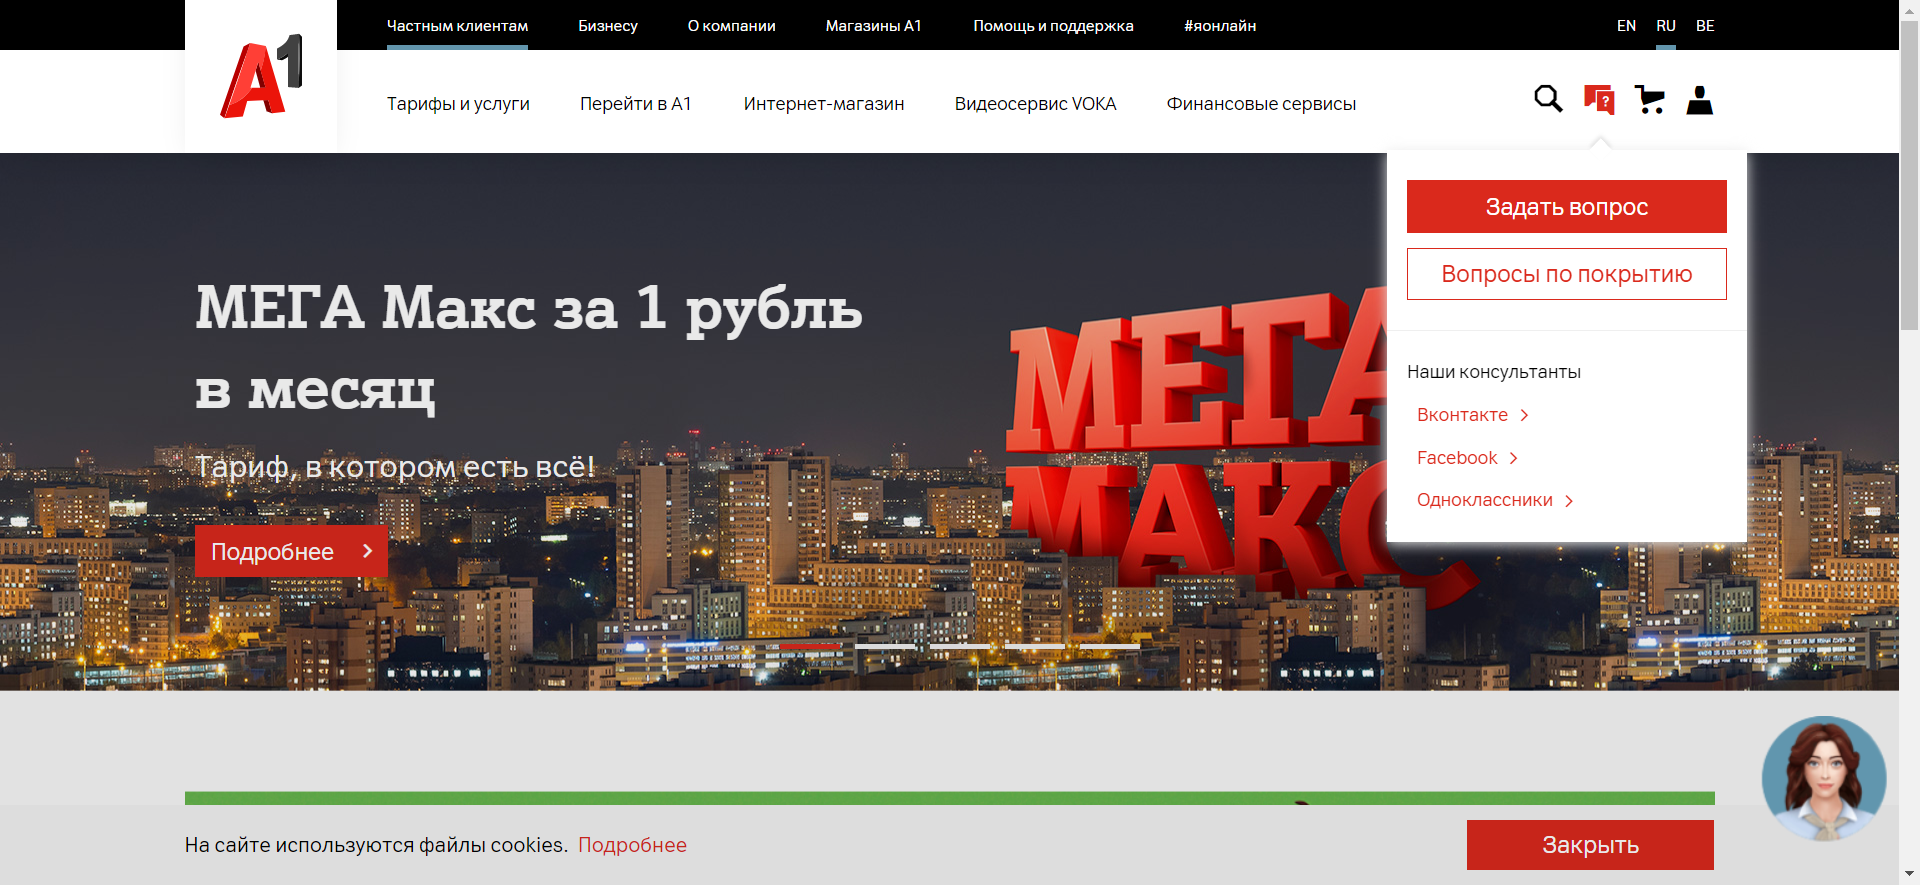 Частным клиентам
Бизнесу
О компании
Магазины А1
Помощь и поддержка
#яонлайн
EN
RU
BE
A1
Тарифы и услуги
Перейти в А1
Интернет-магазин
Видеосервис VOKA
Финансовые сервисы
?
Задать вопрос
Вопросы по покрытию
Наши консультанты
Вконтакте
Facebook
Одноклассники
МЕГА Макс за 1 рубль
в месяц
Тариф, в котором есть всё!
Подробнее
МЕГА
МАКС
На сайте используются файлы cookies. Подробнее
Закрыть